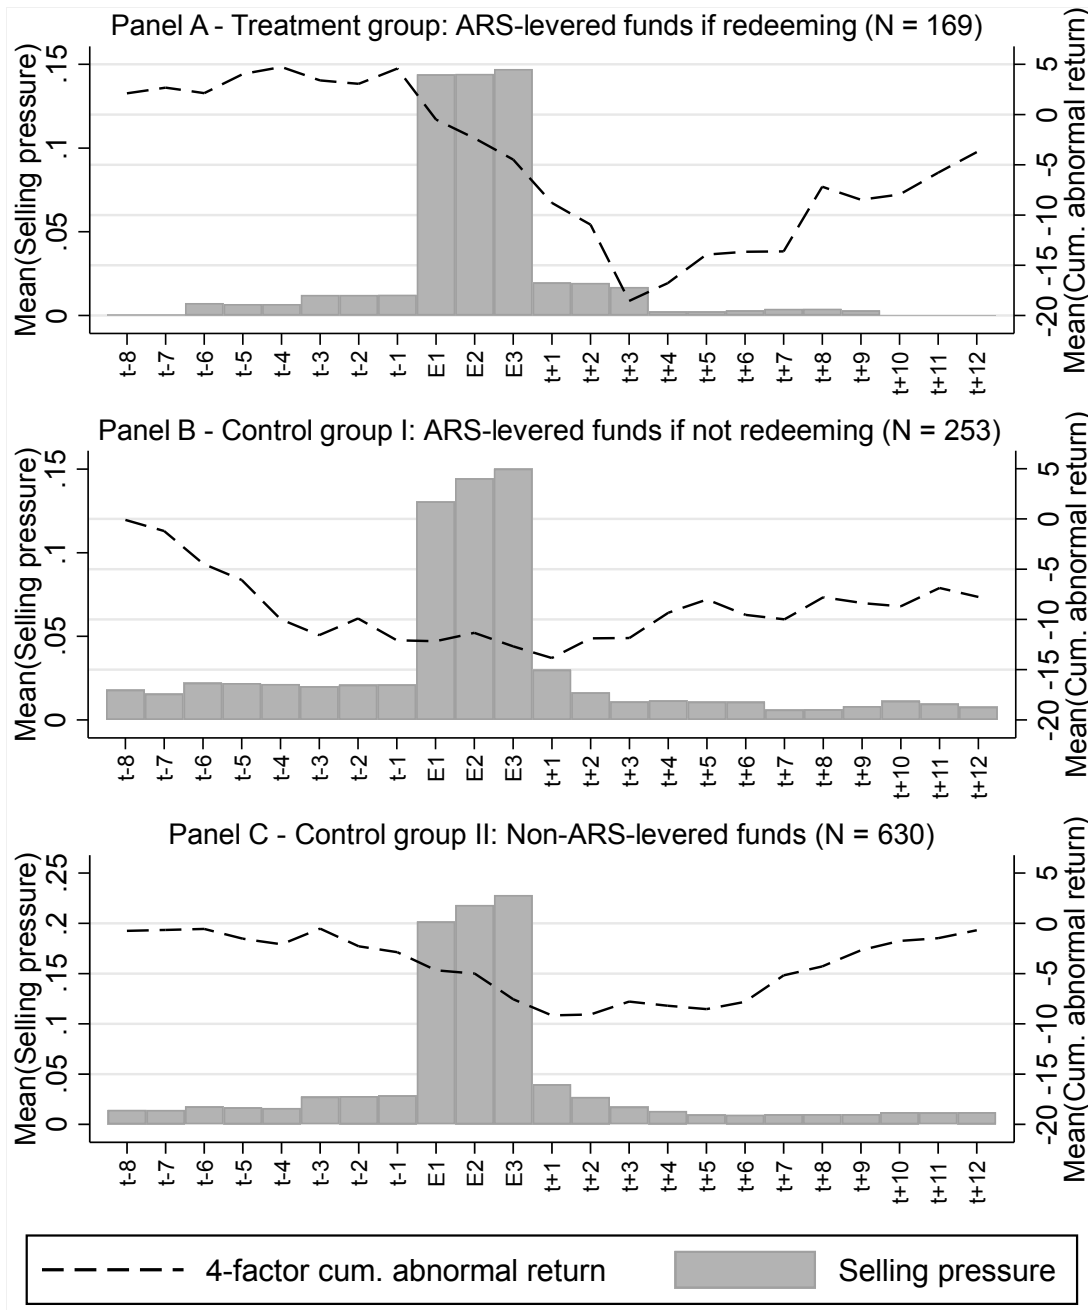 Panel A - Treatment group: ARS-levered funds if redeeming (N = 169)
Mean(Selling pressure)
.15
.1
.05
0
5
0
-5
-10
-15
-20
Mean(Cum. abnormal return)
t-8 t-7 t-6 t-5 t-4 t-3 t-2 t-1 E1 E2 E3 t+1 t+2 t+3 t+4 t+5 t+6 t+7 t+8 t+9 t+10 t+11 t+12
Panel B - Control group I: ARS-levered funds if not redeeming (N = 253)
Mean(Selling pressure)
.15
.1
.05
0
5
0
-5
-10
-15
-20
Mean(Cum. abnormal return)
t-8 t-7 t-6 t-5 t-4 t-3 t-2 t-1 E1 E2 E3 t+1 t+2 t+3 t+4 t+5 t+6 t+7 t+8 t+9 t+10 t+11 t+12
Panel C - Control group II: Non-ARS-levered funds (N = 630)
Mean(Selling pressure)
.25
.2
.15
.1
.05
0
5
0
-5
-10
-15
-20
Mean(Cum. abnormal return)
t-8 t-7 t-6 t-5 t-4 t-3 t-2 t-1 E1 E2 E3 t+1 t+2 t+3 t+4 t+5 t+6 t+7 t+8 t+9 t+10 t+11 t+12
4-factor cum. abnormal return
Selling pressure